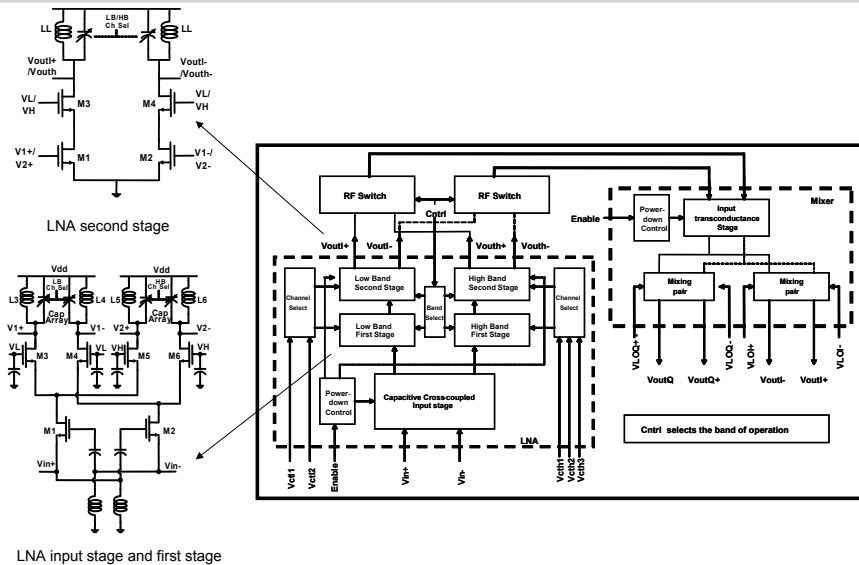 LL
LB/HB
Ch Sel
LL
Voutl+
/Vouth
Voutl-
/Vouth-
VL/
VH
M3
M4
VL/
VH
V1+/
V2+
M1
M2
V1-/
V2-
LNA second stage
Vdd
Vdd
L3
LB
Ch Sel
L4
L5
HB
Ch Sel
L6
Cap
Array
Cap
Array
V1+
V1-
V2+
V2-
VL
M3
M4
VL
VH
M5
M6
VH
M1
M2
Vin+
Vin-
LNA input stage and first stage
RF Switch
RF Switch
Cntrl
Voutl+
Voutl-
Vouth+
Vouth-
Channel
Select
Low Band
Second Stage
Band
Select
High Band
Second Stage
Channel
Select
Low Band
First Stage
High Band
First Stage
Power-
down
Control
Capacitive Cross-coupled
Input stage
LNA
Vctl1
Vctl2
Enable
Vin+
Vin-
Vcth1
Vcth2
Vcth3
Mixer
Enable
Power-
down
Control
Input
transconductance
Stage
Mixing
pair
Mixing
pair
VLOQ+
VLOQ-
VLOI+
VLOI-
VoutQ
VoutQ+
VoutI-
VoutI+
Cntrl selects the band of operation